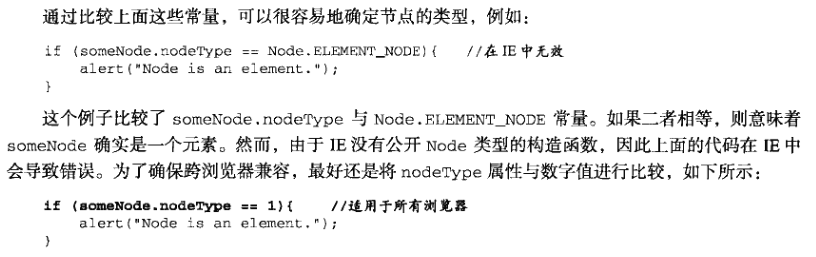 通过比较上面这些常量，可以很容易地确定节点的类型，例如：
if (someNode.nodeType == Node.ELEMENT_NODE){ //在IE中无效
alert("Node is an element.");
}
这个例子比较了 someNode.nodeType 与 Node.ELEMENT_NODE 常量。如果二者相等，则意味着
someNode 确实是一个元素。然而，由于 IE 没有公开 Node 类型的构造函数，因此上面的代码在 IE 中
会导致错误。为了确保跨浏览器兼容，最好还是将 nodeType 属性与数字值进行比较，如下所示：
if (someNode.nodeType == 1){ //适用于所有浏览器
alert("Node is an element.");
}